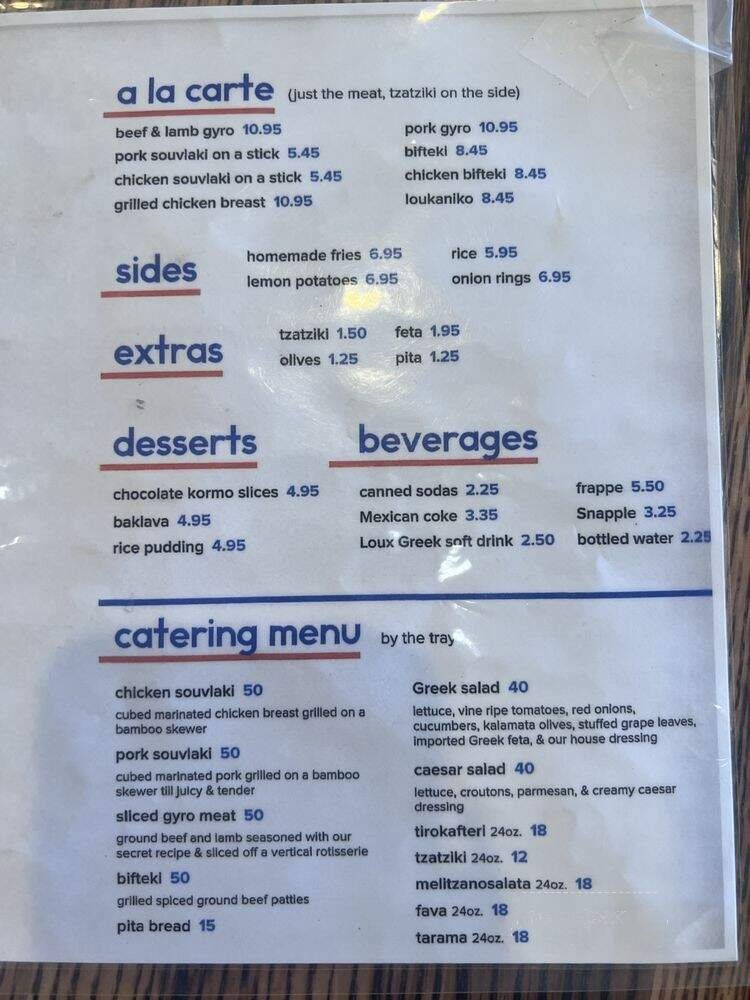 a la carte (just the meat, tzatziki on the side)
beef & lamb gyro 10.95
pork souvlaki on a stick 5.45
chicken souvlaki on a stick 5.45
grilled chicken breast 10.95
pork gyro 10.95
bifteki 8.45
chicken bifteki 8.45
loukaniko 8.45
sides
homemade fries 6.95
lemon potatoes 6.95
rice 5.95
onion rings 6.95
extras
tzatziki 1.50
olives 1.25
feta 1.95
pita 1.25
desserts
chocolate kormo slices 4.95
baklava 4.95
rice pudding 4.95
beverages
canned sodas 2.25
Mexican coke 3.35
Loux Greek soft drink 2.50
frappe 5.50
Snapple 3.25
bottled water 2.25
catering menu by the tray
chicken souvlaki 50
cubed marinated chicken breast grilled on a
bamboo skewer
pork souvlaki 50
cubed marinated pork grilled on a bamboo
skewer till juicy & tender
sliced gyro meat 50
ground beef and lamb seasoned with our
secret recipe & sliced off a vertical rotisserie
bifteki 50
grilled spiced ground beef patties
pita bread 15
Greek salad 40
lettuce, vine ripe tomatoes, red onions,
cucumbers, kalamata olives, stuffed grape leaves,
imported Greek feta, & our house dressing
caesar salad 40
lettuce, croutons, parmesan, & creamy caesar
dressing
tirokafteri 24oz. 18
tzatziki 24oz. 12
melitzanosalata 24oz. 18
fava 24oz. 18
tarama 24oz. 18